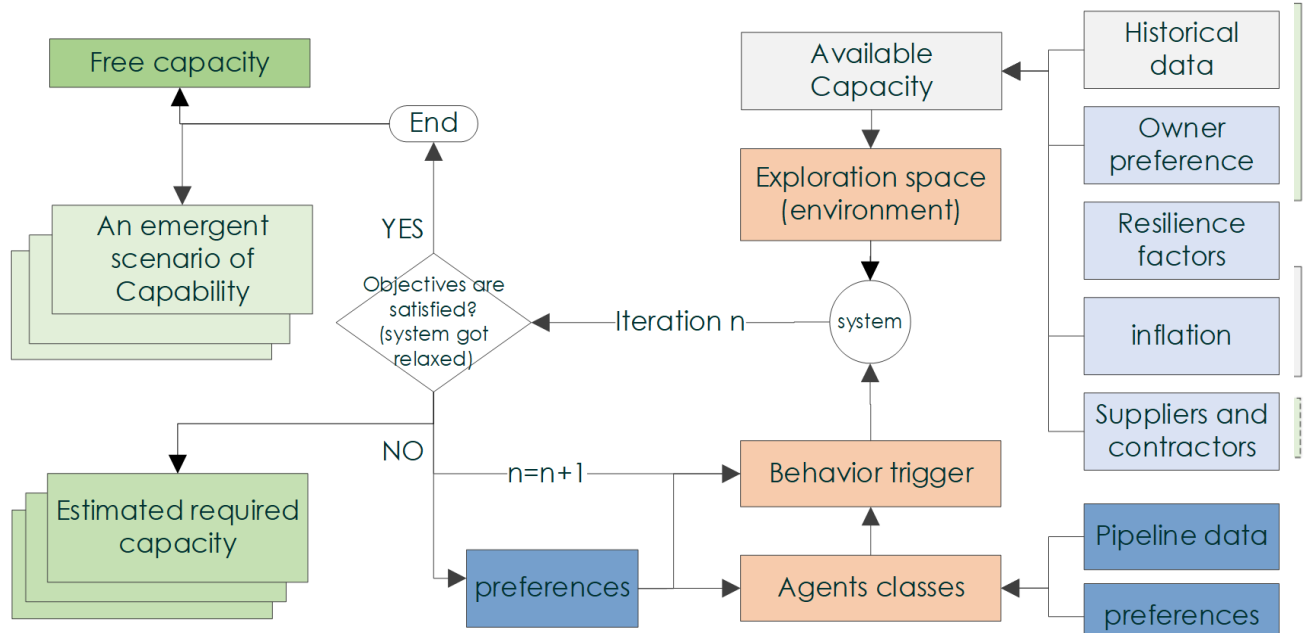 Free capacity
End
An emergent
scenario of
Capability
YES
Objectives are
satisfied?
(system got
relaxed)
Iteration n
system
Available
Capacity
Exploration space
(environment)
Historical
data
Owner
preference
Resilience
factors
inflation
Suppliers and
contractors
NO
n=n+1
Behavior trigger
Estimated required
capacity
preferences
Agents classes
Pipeline data
preferences